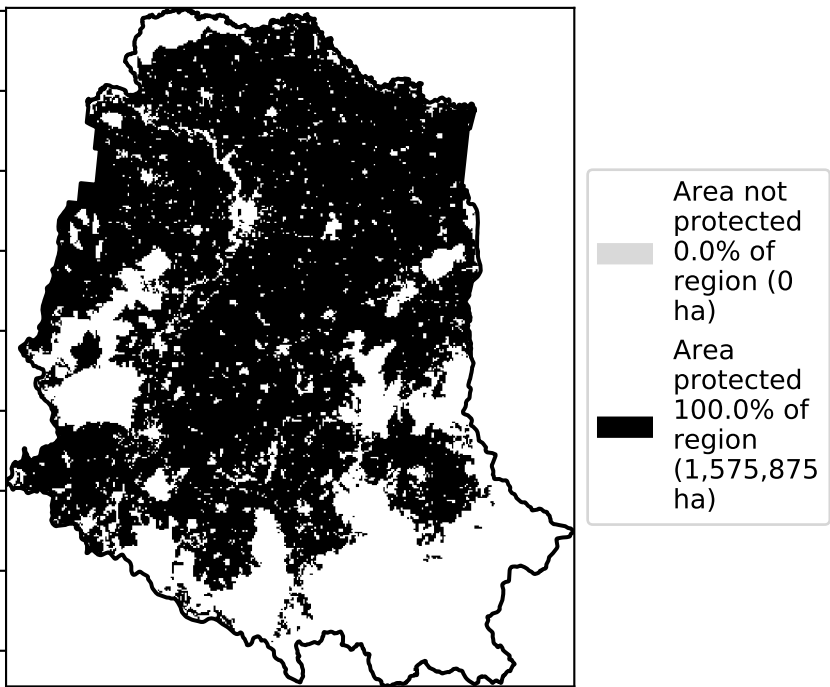 Area not
protected
0.0% of
region (0
ha)
Area
protected
100.0% of
region
(1,575,875
ha)